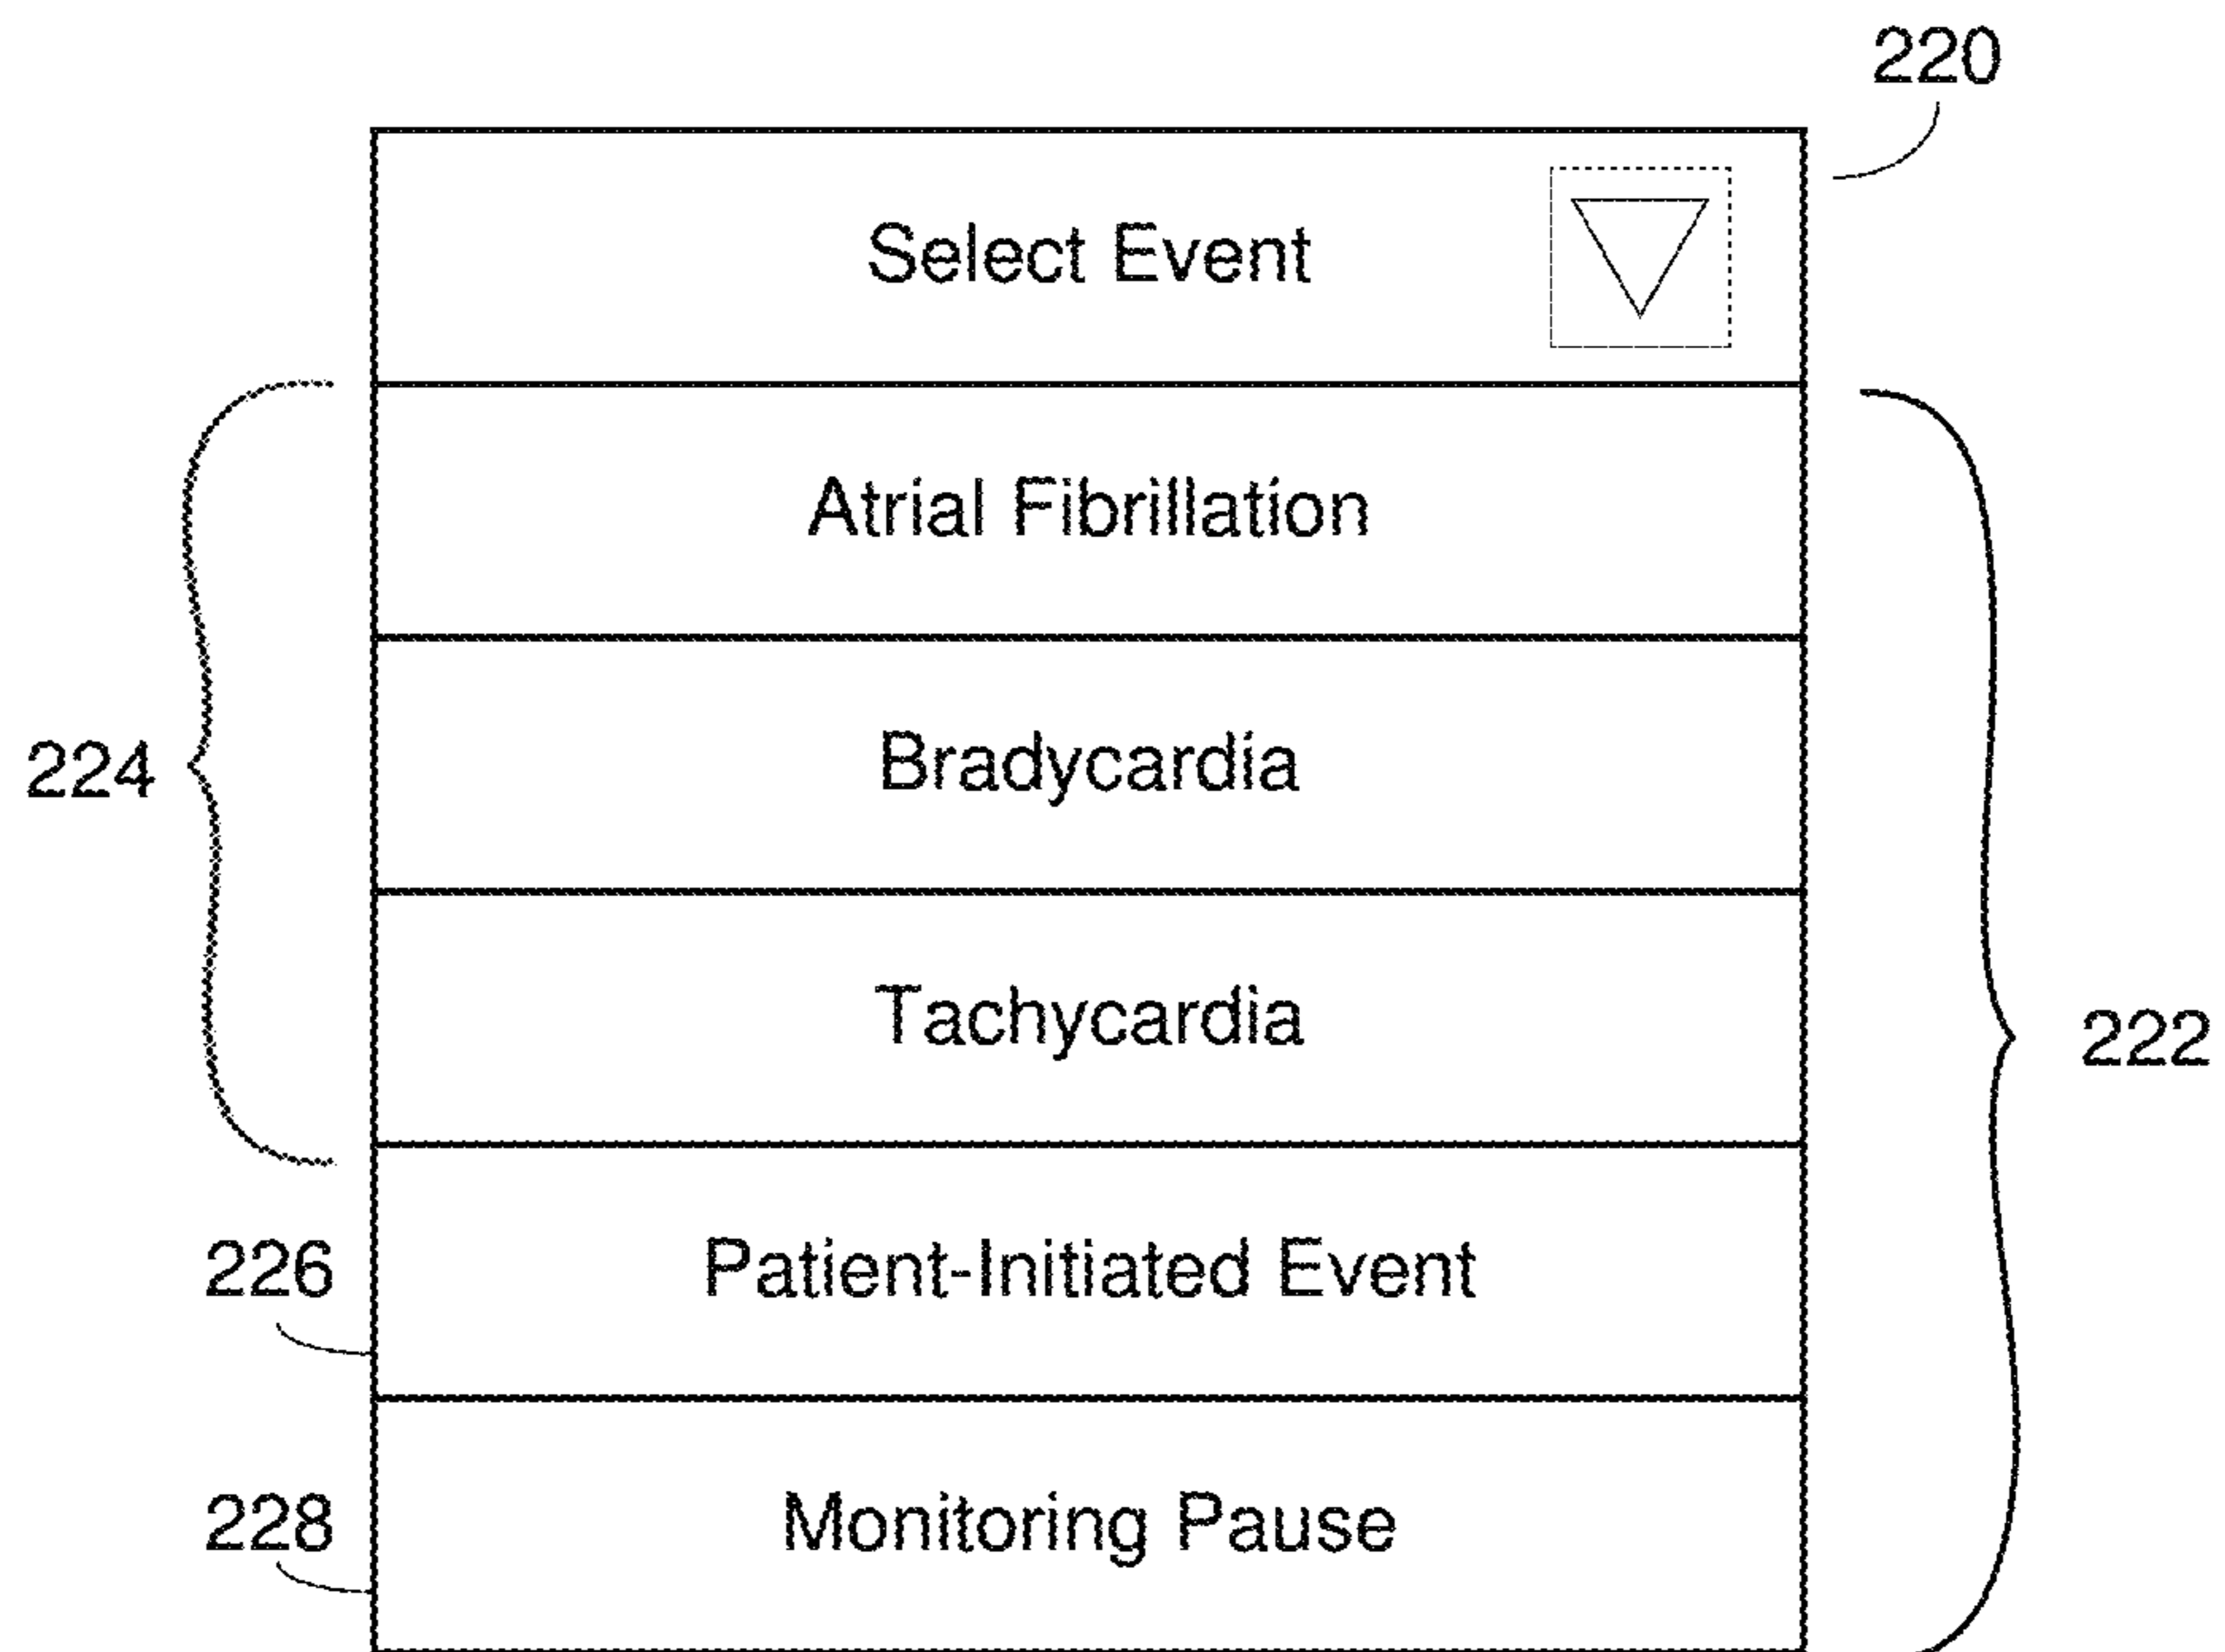 220
Select Event
Atrial Fibrillation
Bradycardia
224
Tachycardia
222
226
Patient-Initiated Event
228
Monitoring Pause